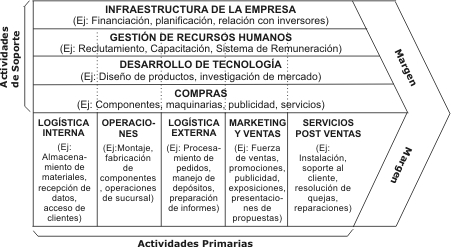 INFRAESTRUCTURA DE LA EMPRESA
(Ej: Financiación, planificación, relación con inversores)
GESTIÓN DE RECURSOS HUMANOS
(Ej: Reclutamiento, Capacitación, Sistema de Remuneración)
DESARROLLO DE TECNOLOGÍA
(Ej: Diseño de productos, investigación de mercado)
COMPRAS
(Ej: Componentes, maquinarias, publicidad, servicios)
Actividades
de Soporte
Margen
LOGÍSTICA
INTERNA
(Ej:
Almacena-
miento de
materiales,
recepción de
datos,
acceso de
clientes)
OPERACIO-
NES
(Ej:Montaje,
fabricación
de
componentes
, operaciones
de sucursal)
LOGÍSTICA
EXTERNA
(Ej: Procesa-
miento de
pedidos,
manejo de
depósitos,
preparación
de informes)
MARKETING
Y VENTAS
(Ej: Fuerza
de ventas,
promociones,
publicidad,
exposiciones,
presentacio-
nes de
propuestas)
SERVICIOS
POST VENTAS
(Ej:
Instalación,
soporte al
cliente,
resolución de
quejas,
reparaciones)
Margen
Actividades Primarias